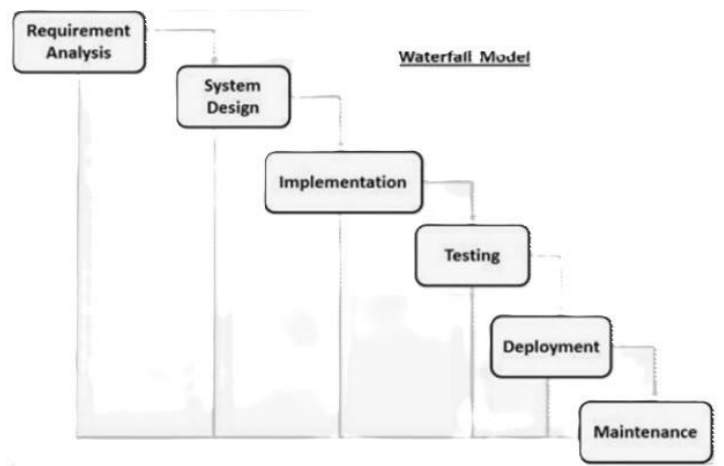 Requirement
Analysis
Waterfall Model
System
Design
Implementation
Testing
Deployment
Maintenance